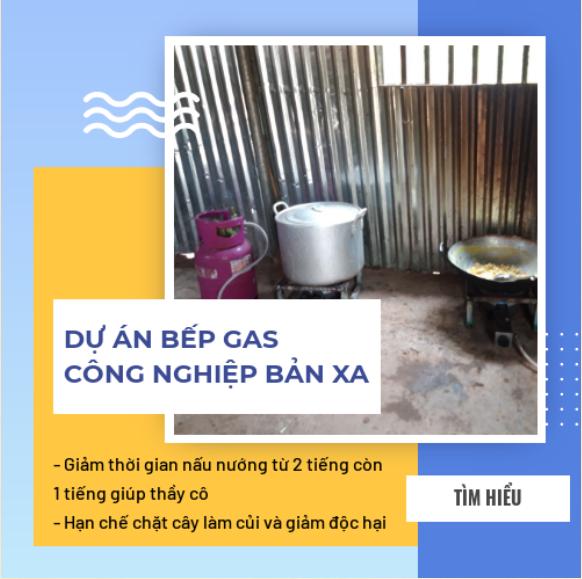 DỰ ÁN BẾP GAS
CÔNG NGHIỆP BẢN XA
- Giảm thời gian nấu nướng từ 2 tiếng còn
1 tiếng giúp thầy cô
- Hạn chế chặt cây làm củi và giảm độc hại
TÌM HIỂU